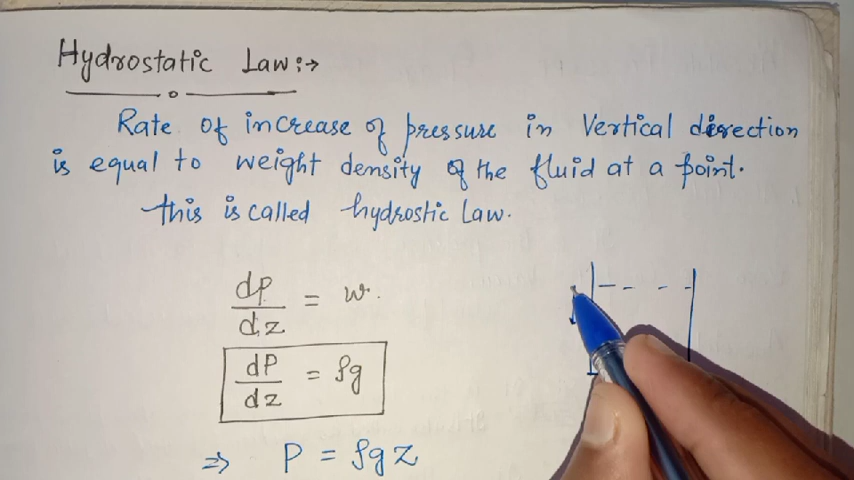 Hydrostatic Law:→
Rate of increase of pressure in Vertical direction
is equal to weight density of the fluid at a point.
this is called hydrostic Law.
dp/dz = w.
dP/dz = ρg
⇒ P = ρgz